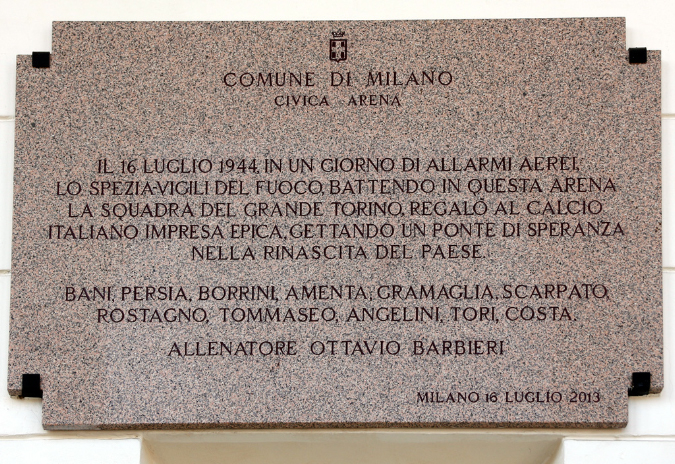 COMUNE DI MILANO
CIVICA ARENA
IL 16 LUGLIO 1944, IN UN GIORNO DI ALLARMI AEREI,
LO SPEZIA-VIGILI DEL FUOCO, BATTENDO IN QUESTA ARENA
LA SQUADRA DEL GRANDE TORINO, REGALÓ AL CALCIO
ITALIANO IMPRESA EPICA, GETTANDO UN PONTE DI SPERANZA
NELLA RINASCITA DEL PAESE.
BANI, PERSIA, BORRINI, AMENTA, GRAMAGLIA, SCARPATO,
ROSTAGNO, TOMMASEO, ANGELINI, TORI, COSTA.
ALLENATORE OTTAVIO BARBIERI
MILANO 16 LUGLIO 2013